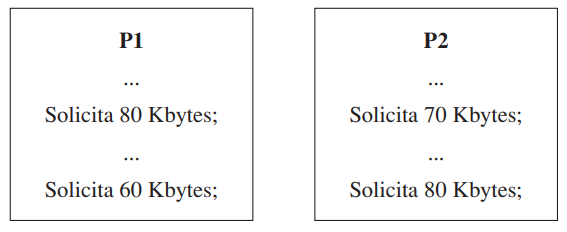 P1
...
Solicita 80 Kbytes;
...
Solicita 60 Kbytes;
P2
...
Solicita 70 Kbytes;
...
Solicita 80 Kbytes;